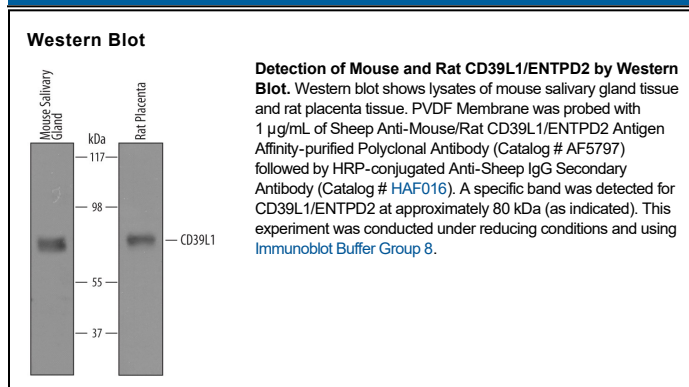 Western Blot
Mouse Salivary
Gland
Rat Placenta
kDa
117
98
CD39L1
55
37
Detection of Mouse and Rat CD39L1/ENTPD2 by Western
Blot. Western blot shows lysates of mouse salivary gland tissue
and rat placenta tissue. PVDF Membrane was probed with
1 µg/mL of Sheep Anti-Mouse/Rat CD39L1/ENTPD2 Antigen
Affinity-purified Polyclonal Antibody (Catalog # AF5797)
followed by HRP-conjugated Anti-Sheep IgG Secondary
Antibody (Catalog # HAF016). A specific band was detected for
CD39L1/ENTPD2 at approximately 80 kDa (as indicated). This
experiment was conducted under reducing conditions and using
Immunoblot Buffer Group 8.